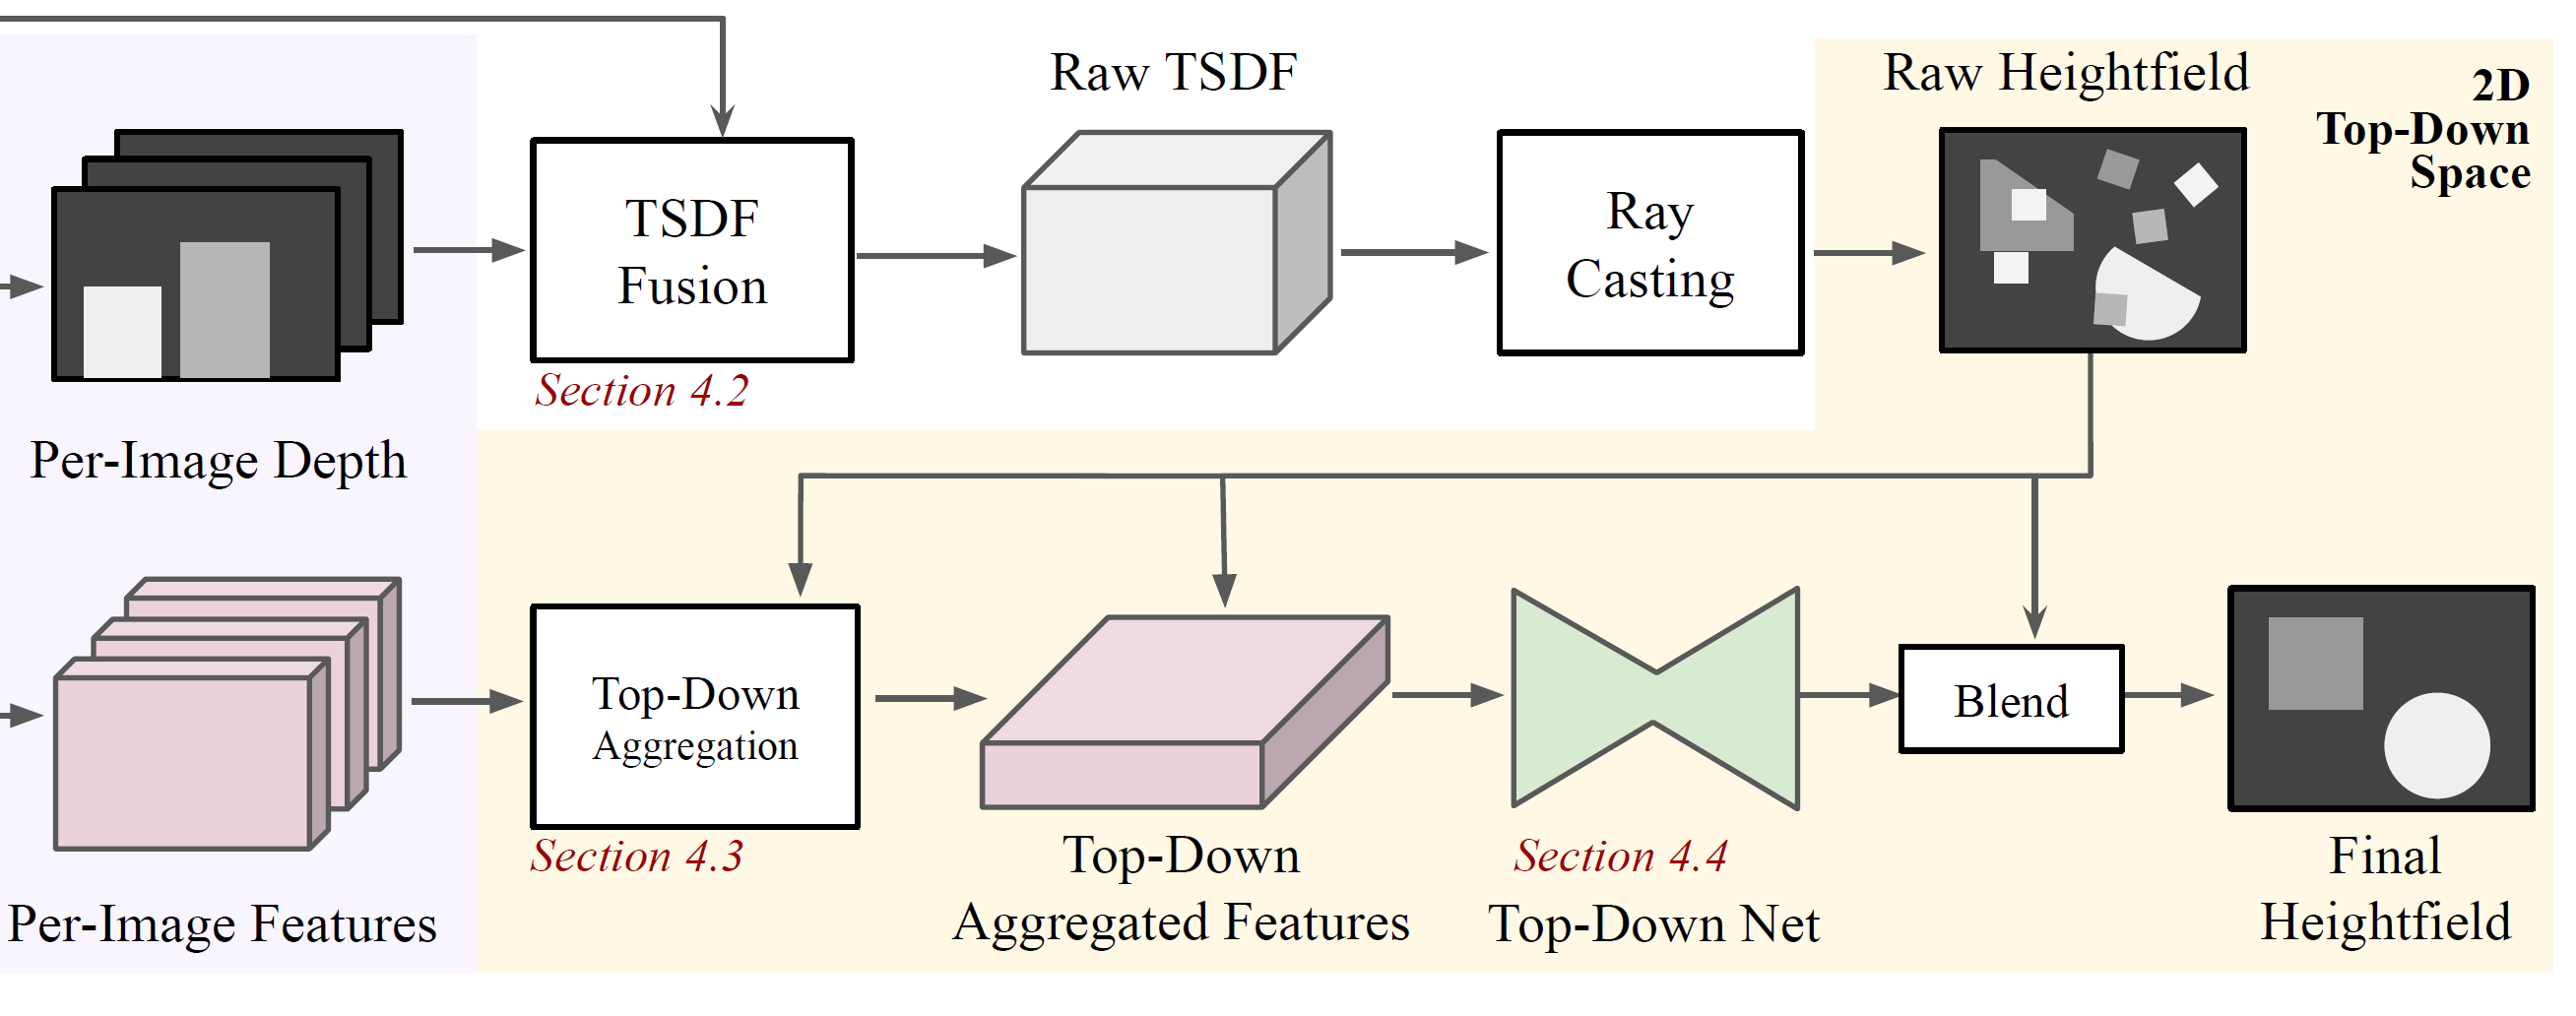 Raw TSDF
Raw Heightfield
2D
Top-Down
Space
TSDF
Fusion
Ray
Casting
Section 4.2
Per-Image Depth
Top-Down
Aggregation
Blend
Section 4.3
Top-Down
Aggregated Features
Section 4.4
Top-Down Net
Final
Heightfield
Per-Image Features